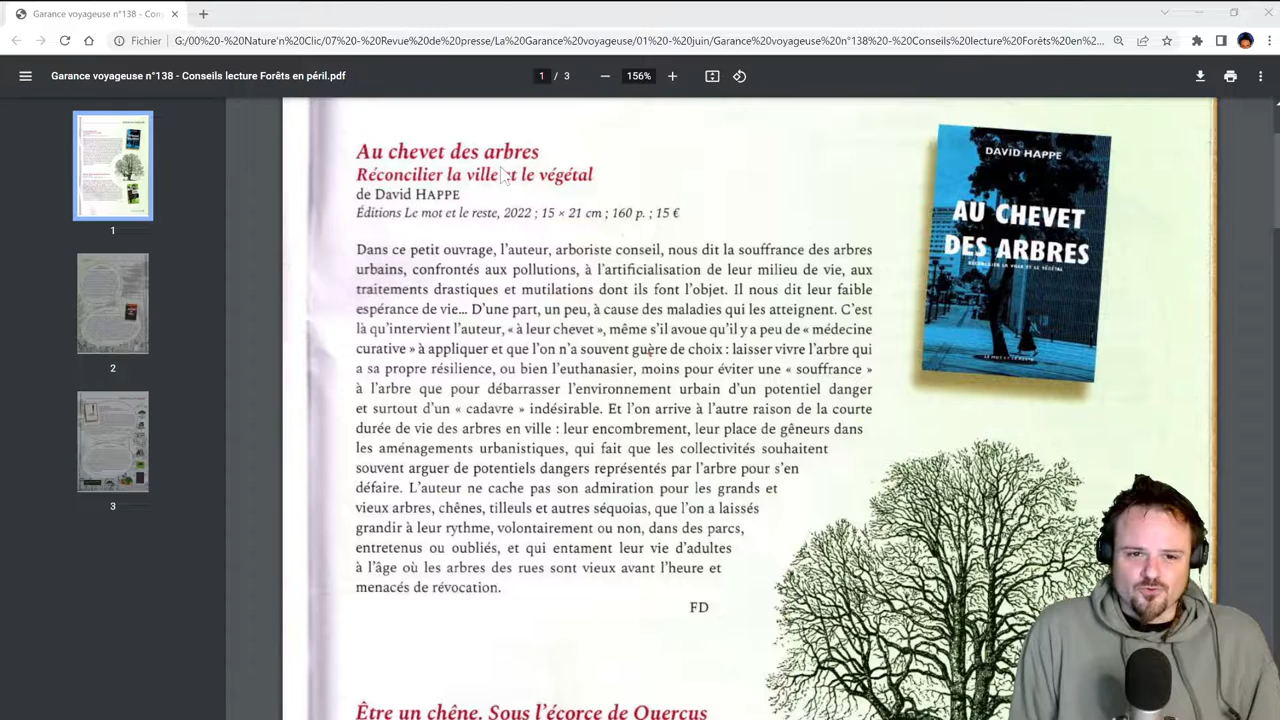 Garance voyageuse n°138 - Con
Fichier
G:/00%20-%20Nature'n%20Clic/07%20-%20Revue%20de%20presse/La%20Garance%20voyageuse/01%20-%20juin/Garance%20voyageuse%20n°138%20-%20Conseils%20lecture%20Forêts%20en%2...
Garance voyageuse n°138 - Conseils lecture Forêts en péril.pdf
1 / 3
156%
1
2
3
Au chevet des arbres
Réconcilier la ville et le végétal
de David HAPPE
Éditions Le mot et le reste, 2022 ; 15 × 21 cm ; 160 p. ; 15 €
Dans ce petit ouvrage, l'auteur, arboriste conseil, nous dit la souffrance des arbres
urbains, confrontés aux pollutions, à l'artificialisation de leur milieu de vie, aux
traitements drastiques et mutilations dont ils font l'objet. Il nous dit leur faible
espérance de vie... D'une part, un peu, à cause des maladies qui les atteignent. C'est
là qu'intervient l'auteur, « à leur chevet », même s'il avoue qu'il y a peu de « médecine
curative » à appliquer et que l'on n'a souvent guère de choix : laisser vivre l'arbre qui
a sa propre résilience, ou bien l'euthanasier, moins pour éviter une « souffrance »
à l'arbre que pour débarrasser l'environnement urbain d'un potentiel danger
et surtout d'un « cadavre » indésirable. Et l'on arrive à l'autre raison de la courte
durée de vie des arbres en ville : leur encombrement, leur place de gêneurs dans
les aménagements urbanistiques, qui fait que les collectivités souhaitent
souvent arguer de potentiels dangers représentés par l'arbre pour s'en
défaire. L'auteur ne cache pas son admiration pour les grands et
vieux arbres, chênes, tilleuls et autres séquoias, que l'on a laissés
grandir à leur rythme, volontairement ou non, dans des parcs,
entretenus ou oubliés, et qui entament leur vie d'adultes
à l'âge où les arbres des rues sont vieux avant l'heure et
menacés de révocation.
FD
DAVID HAPPE
AU CHEVET
DES ARBRES
RÉCONCILIER LA VILLE ET LE VÉGÉTAL
LE MOT ET LE RESTE
Être un chêne. Sous l'écorce de Quercus